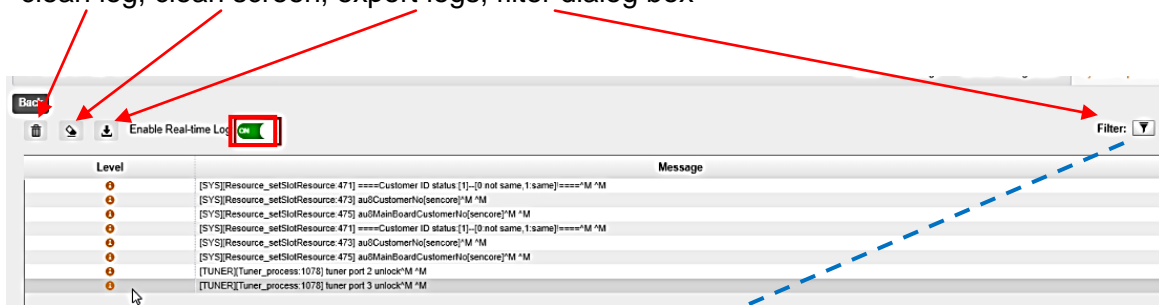 clean log, clean screen, export logs, filter dialog box
Back
Enable Real-time Log ON
Filter:
Level Message
[SYS][Resource_setSlotResource:471] ====Customer ID status:[1]--[0:not same,1:same]!====^M ^M
[SYS][Resource_setSlotResource:473] au8CustomerNo[sencore]^M ^M
[SYS][Resource_setSlotResource:475] au8MainBoardCustomerNo[sencore]^M ^M
[SYS][Resource_setSlotResource:471] ====Customer ID status:[1]--[0:not same,1:same]!====^M ^M
[SYS][Resource_setSlotResource:473] au8CustomerNo[sencore]^M ^M
[SYS][Resource_setSlotResource:475] au8MainBoardCustomerNo[sencore]^M ^M
[TUNER][Tuner_process:1078] tuner port 2 unlock^M ^M
[TUNER][Tuner_process:1078] tuner port 3 unlock^M ^M